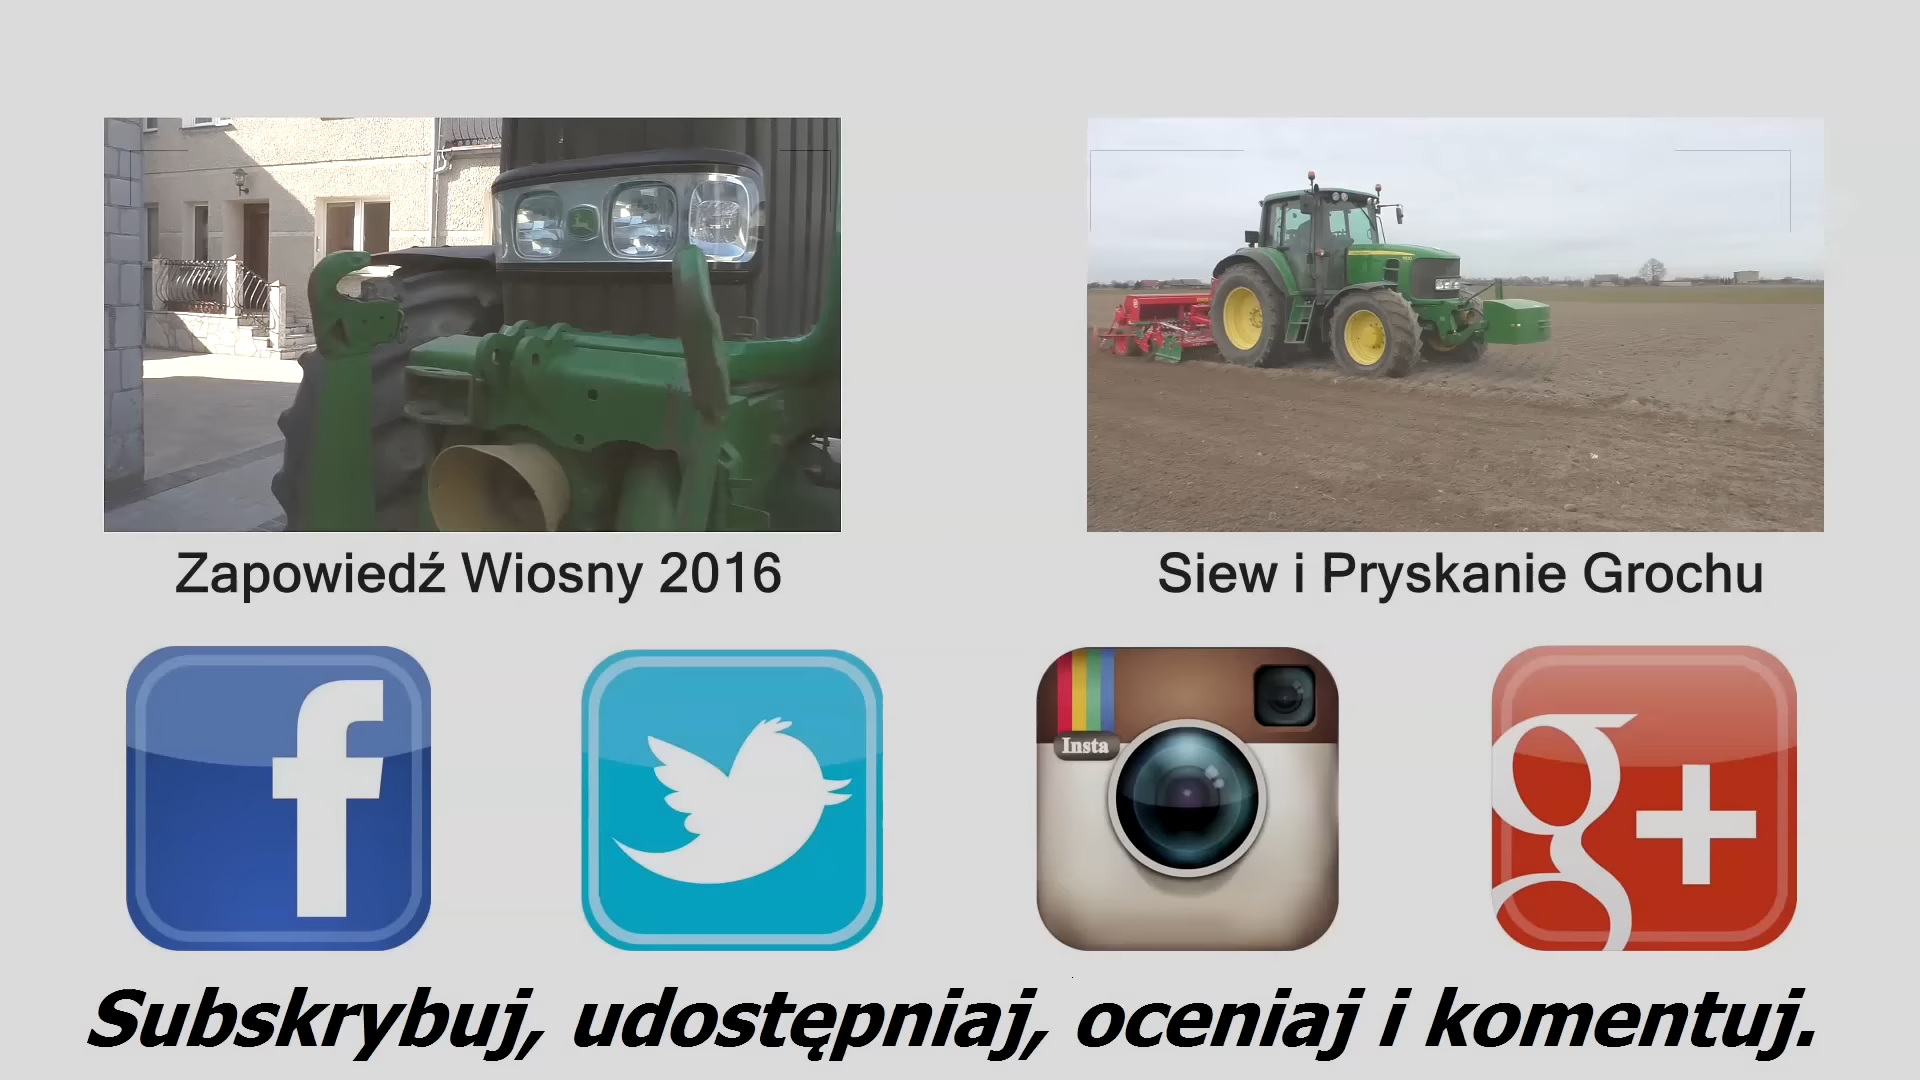 Zapowiedź Wiosny 2016
Siew i Pryskanie Grochu
Insta
Subskrybuj, udostępniaj, oceniaj i komentuj.